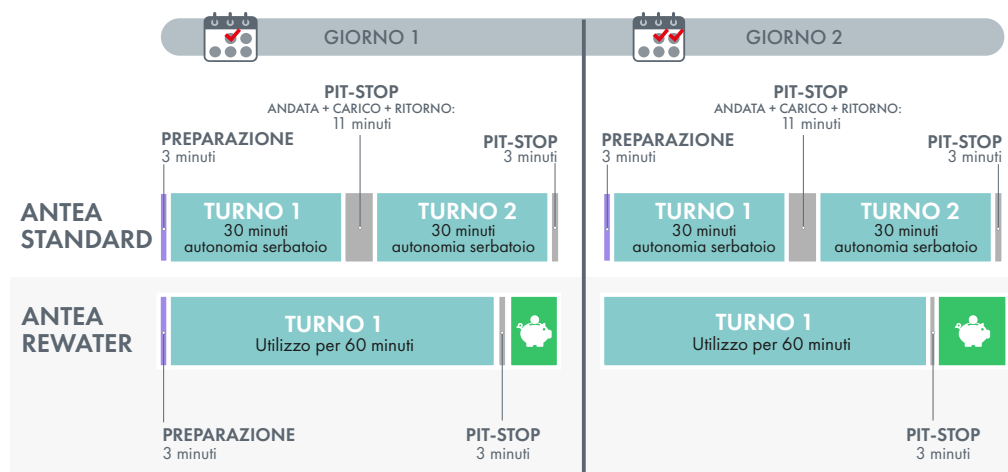 GIORNO 1
GIORNO 2
PIT-STOP
ANDATA + CARICO + RITORNO:
11 minuti
PREPARAZIONE
3 minuti
PIT-STOP
3 minuti
PIT-STOP
ANDATA + CARICO + RITORNO:
11 minuti
PREPARAZIONE
3 minuti
PIT-STOP
3 minuti
ANTEA
STANDARD
TURNO 1
30 minuti
autonomia serbatoio
TURNO 2
30 minuti
autonomia serbatoio
TURNO 1
30 minuti
autonomia serbatoio
TURNO 2
30 minuti
autonomia serbatoio
ANTEA
REWATER
TURNO 1
Utilizzo per 60 minuti
TURNO 1
Utilizzo per 60 minuti
PREPARAZIONE
3 minuti
PIT-STOP
3 minuti
PIT-STOP
3 minuti